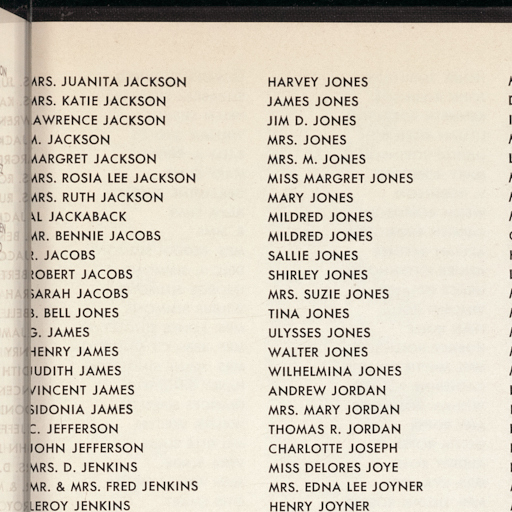 MRS. JUANITA JACKSON
MRS. KATIE JACKSON
LAWRENCE JACKSON
M. JACKSON
MARGRET JACKSON
MRS. ROSIA LEE JACKSON
MRS. RUTH JACKSON
AL JACKABACK
MR. BENNIE JACOBS
R. JACOBS
ROBERT JACOBS
SARAH JACOBS
B. BELL JONES
G. JAMES
HENRY JAMES
JUDITH JAMES
VINCENT JAMES
SIDONIA JAMES
C. JEFFERSON
JOHN JEFFERSON
MRS. D. JENKINS
MR. & MRS. FRED JENKINS
LEROY JENKINS
HARVEY JONES
JAMES JONES
JIM D. JONES
MRS. JONES
MRS. M. JONES
MISS MARGRET JONES
MARY JONES
MILDRED JONES
MILDRED JONES
SALLIE JONES
SHIRLEY JONES
MRS. SUZIE JONES
TINA JONES
ULYSSES JONES
WALTER JONES
WILHELMINA JONES
ANDREW JORDAN
MRS. MARY JORDAN
THOMAS R. JORDAN
CHARLOTTE JOSEPH
MISS DELORES JOYE
MRS. EDNA LEE JOYNER
HENRY JOYNER